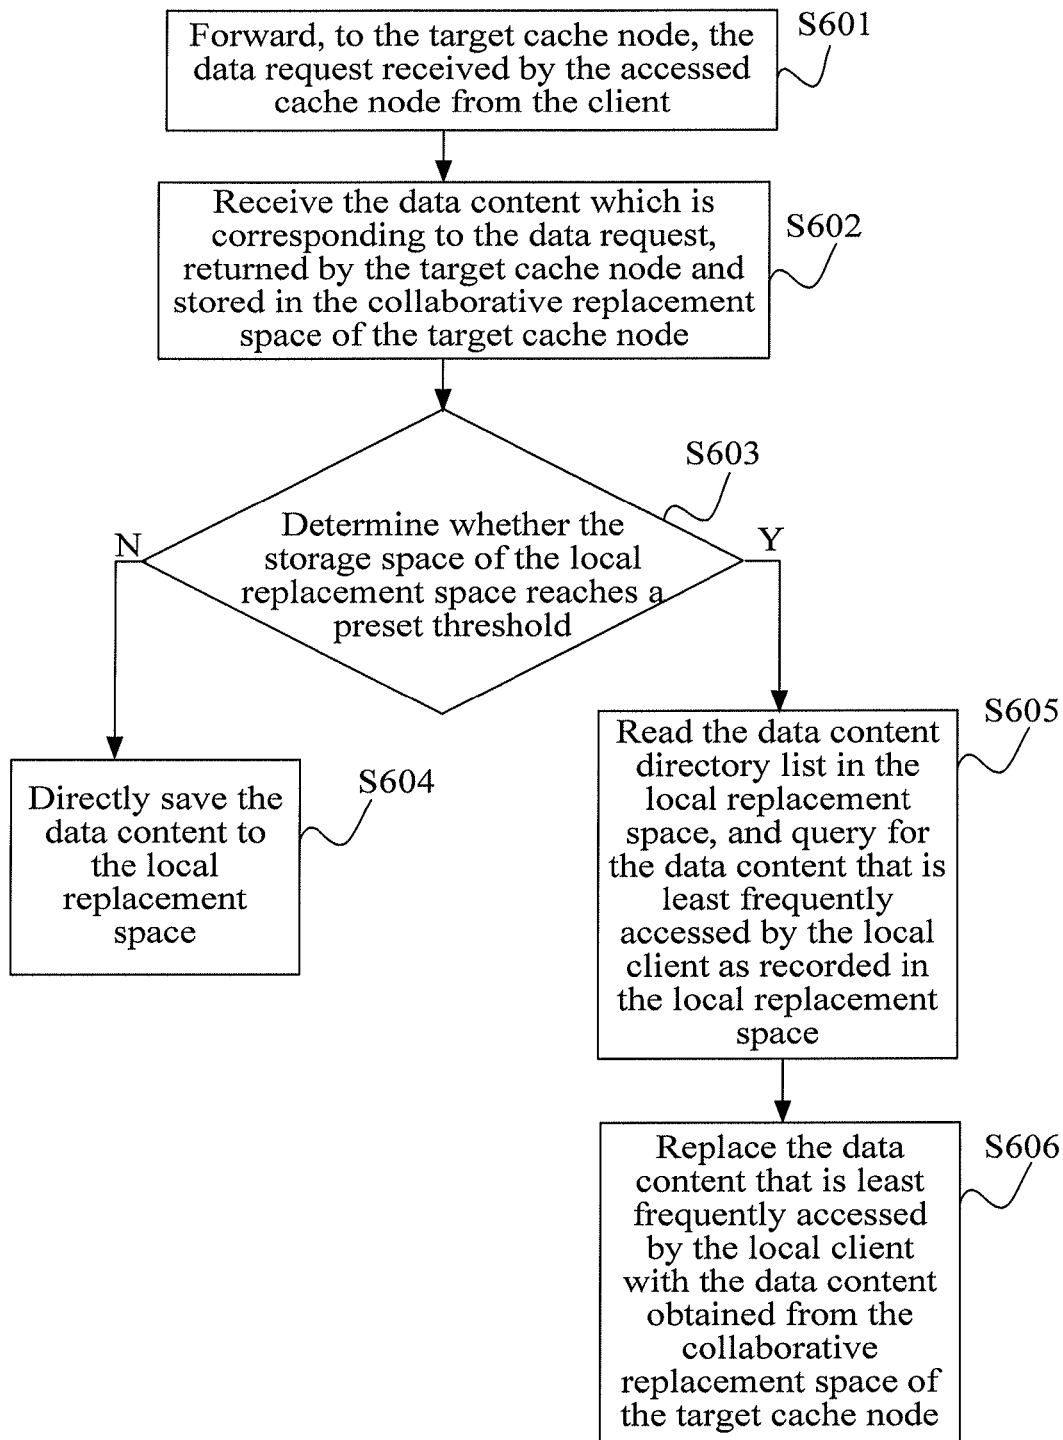 Forward, to the target cache node, the
data request received by the accessed
cache node from the client
S601
Receive the data content which is
corresponding to the data request,
returned by the target cache node and
stored in the collaborative replacement
space of the target cache node
S602
S603
Determine whether the
storage space of the local
replacement space reaches a
preset threshold
N
Y
Directly save the
data content to
the local
replacement
space
S604
Read the data content
directory list in the
local replacement
space, and query for
the data content that is
least frequently
accessed by the local
client as recorded in
the local replacement
space
S605
Replace the data
content that is least
frequently accessed
by the local client
with the data content
obtained from the
collaborative
replacement space of
the target cache node
S606